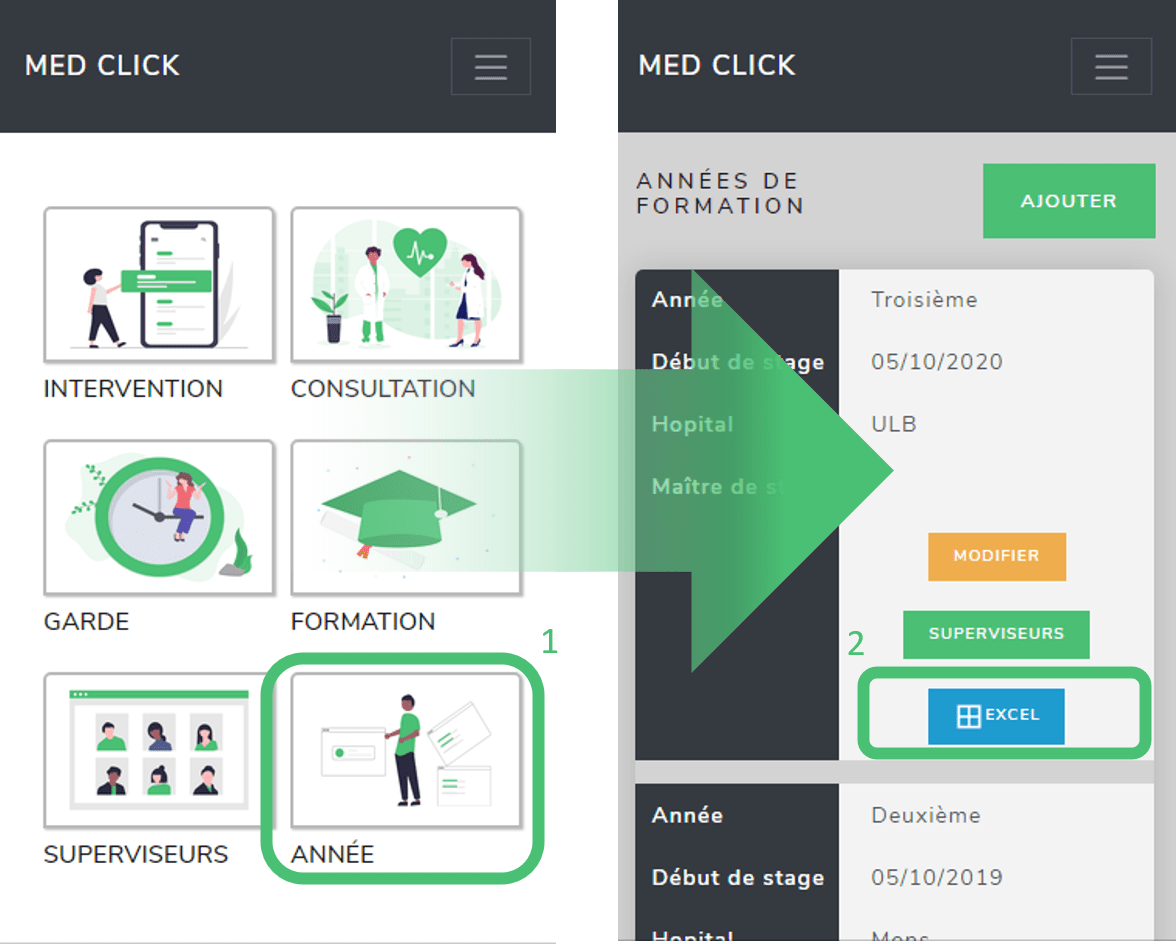 MED CLICK
INTERVENTION
CONSULTATION
GARDE
FORMATION
1
SUPERVISEURS
ANNÉE
MED CLICK
ANNÉES DE
FORMATION
AJOUTER
Année Troisième
Début de stage 05/10/2020
Hopital ULB
Maître de
MODIFIER
SUPERVISEURS
2
EXCEL
Année Deuxième
Début de stage 05/10/2019
Hopital Mons